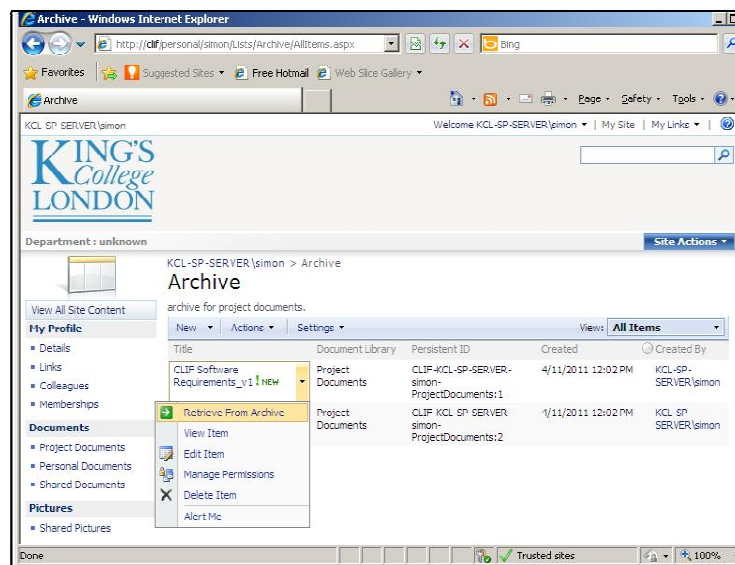 Archive - Windows Internet Explorer
http://clif/personal/simon/Lists/Archive/AllItems.aspx
Bing
Favorites Suggested Sites Free Hotmail Web Slice Gallery
Archive
Page Safety Tools
KCL SP SERVER\simon
Welcome KCL-SP-SERVER\simon | My Site | My Links |
KING'S
College
LONDON
Department : unknown
Site Actions
KCL-SP-SERVER\simon > Archive
Archive
View All Site Content
archive for project documents.
My Profile
New Actions Settings View: All Items
Details
Title Document Library Persistent ID Created Created By
Links
Colleagues
Memberships
CLIF Software
Requirements_v1 ! NEW
Project
Documents
CLIF-KCL-SP-SERVER-
simon-
ProjectDocuments:1
4/11/2011 12:02 PM
KCL-SP-
SERVER\simon
Retrieve From Archive
View Item
Edit Item
Manage Permissions
Delete Item
Alert Me
Project
Documents
CLIF KCL SP SERVER
simon-
ProjectDocuments:2
4/11/2011 12:02 PM
KCL SP
SERVER\simon
Documents
Project Documents
Personal Documents
Shared Documents
Pictures
Shared Pictures
Done
Trusted sites
100%